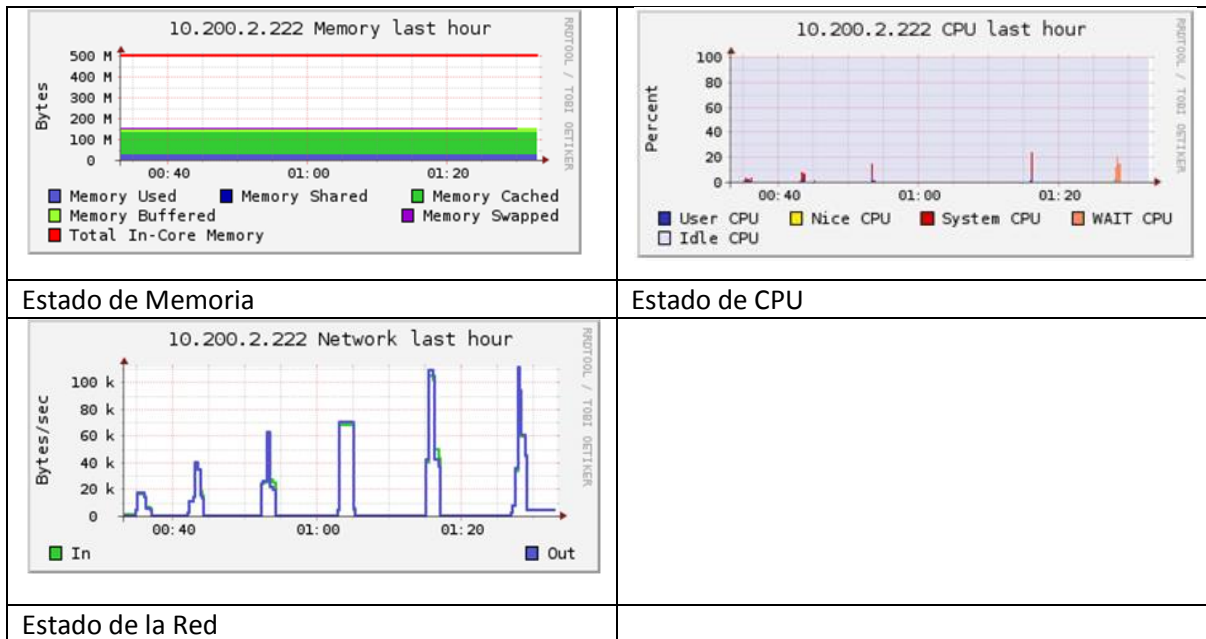 10.200.2.222 Memory last hour
RRDTOOL / TOBI OETIKER
Bytes
500 M
400 M
300 M
200 M
100 M
0
00:40 01:00 01:20
Memory Used Memory Shared Memory Cached
Memory Buffered Memory Swapped
Total In-Core Memory
10.200.2.222 CPU last hour
RRDTOOL / TOBI OETIKER
Percent
100
80
60
40
20
0
00:40 01:00 01:20
User CPU Nice CPU System CPU WAIT CPU
Idle CPU
Estado de Memoria
Estado de CPU
10.200.2.222 Network last hour
RRDTOOL / TOBI OETIKER
Bytes/sec
100 k
80 k
60 k
40 k
20 k
0
00:40 01:00 01:20
In Out
Estado de la Red